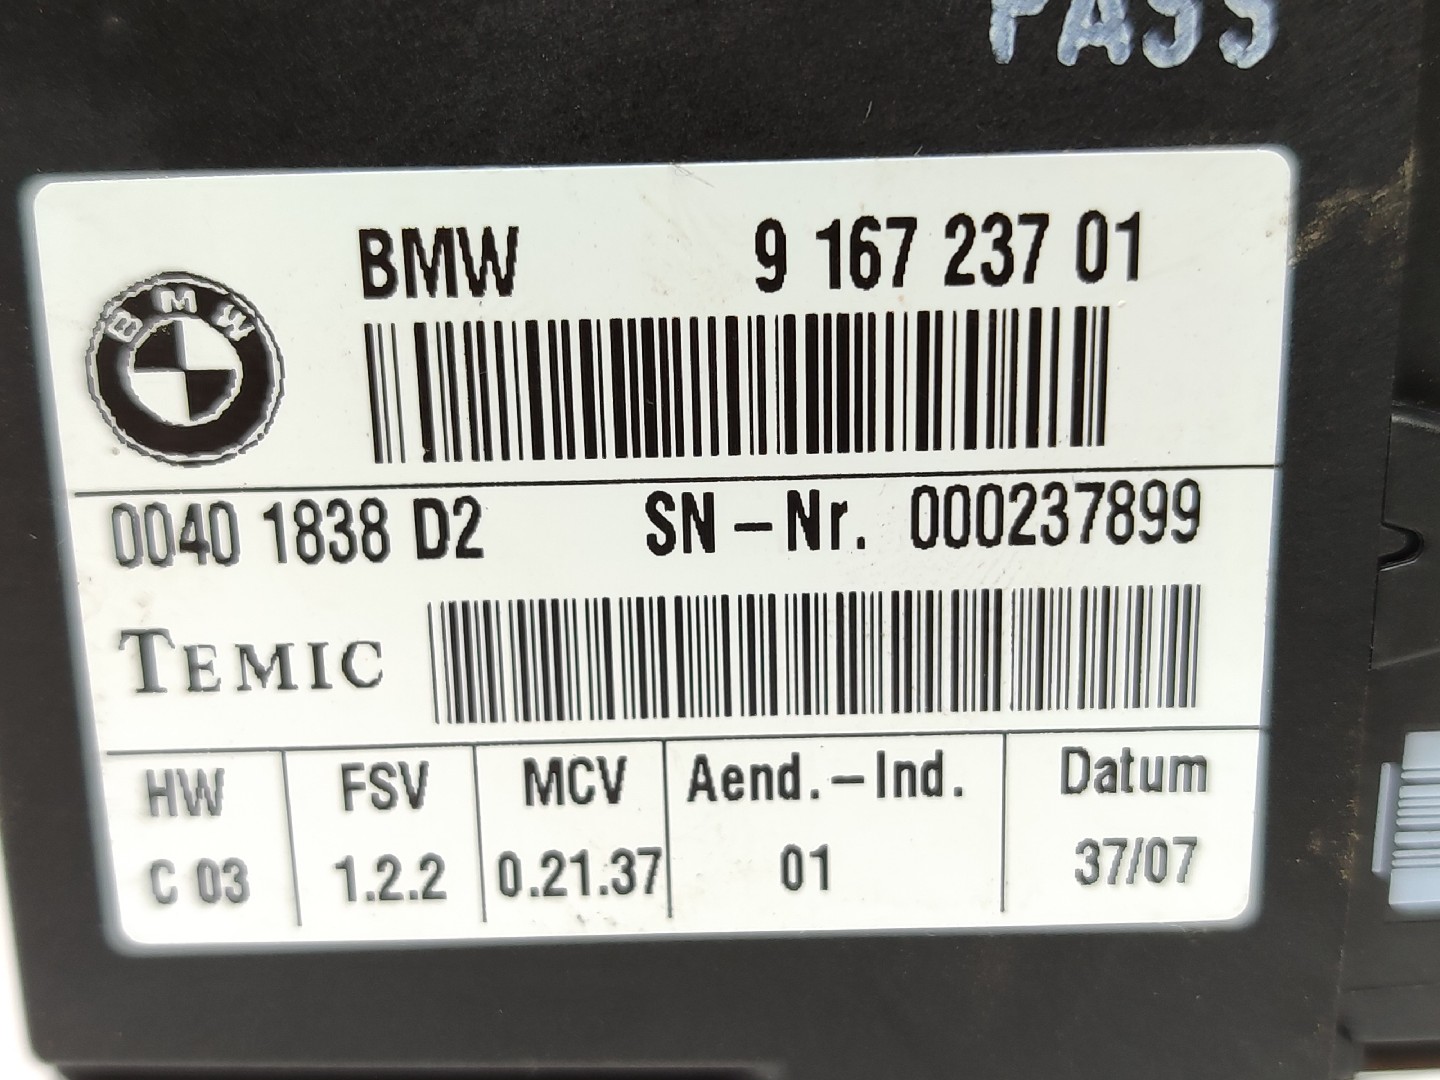 PASS
BMW 9 167 237 01
BMW
0040 1838 D2 SN-Nr. 000237899
TEMIC
HW FSV MCV Aend.-Ind. Datum
C 03 1.2.2 0.21.37 01 37/07